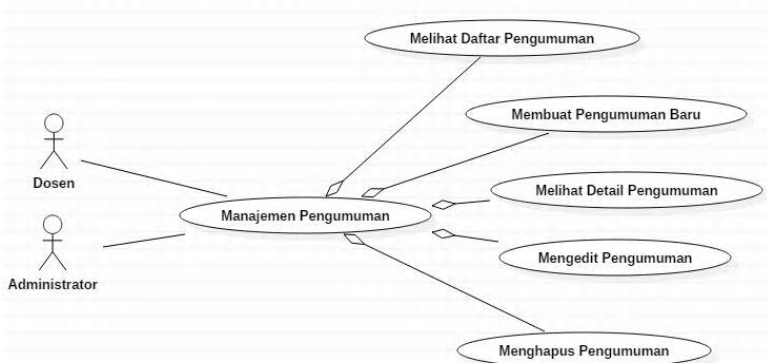 Melihat Daftar Pengumuman
Membuat Pengumuman Baru
Dosen
Melihat Detail Pengumuman
Manajemen Pengumuman
Mengedit Pengumuman
Administrator
Menghapus Pengumuman